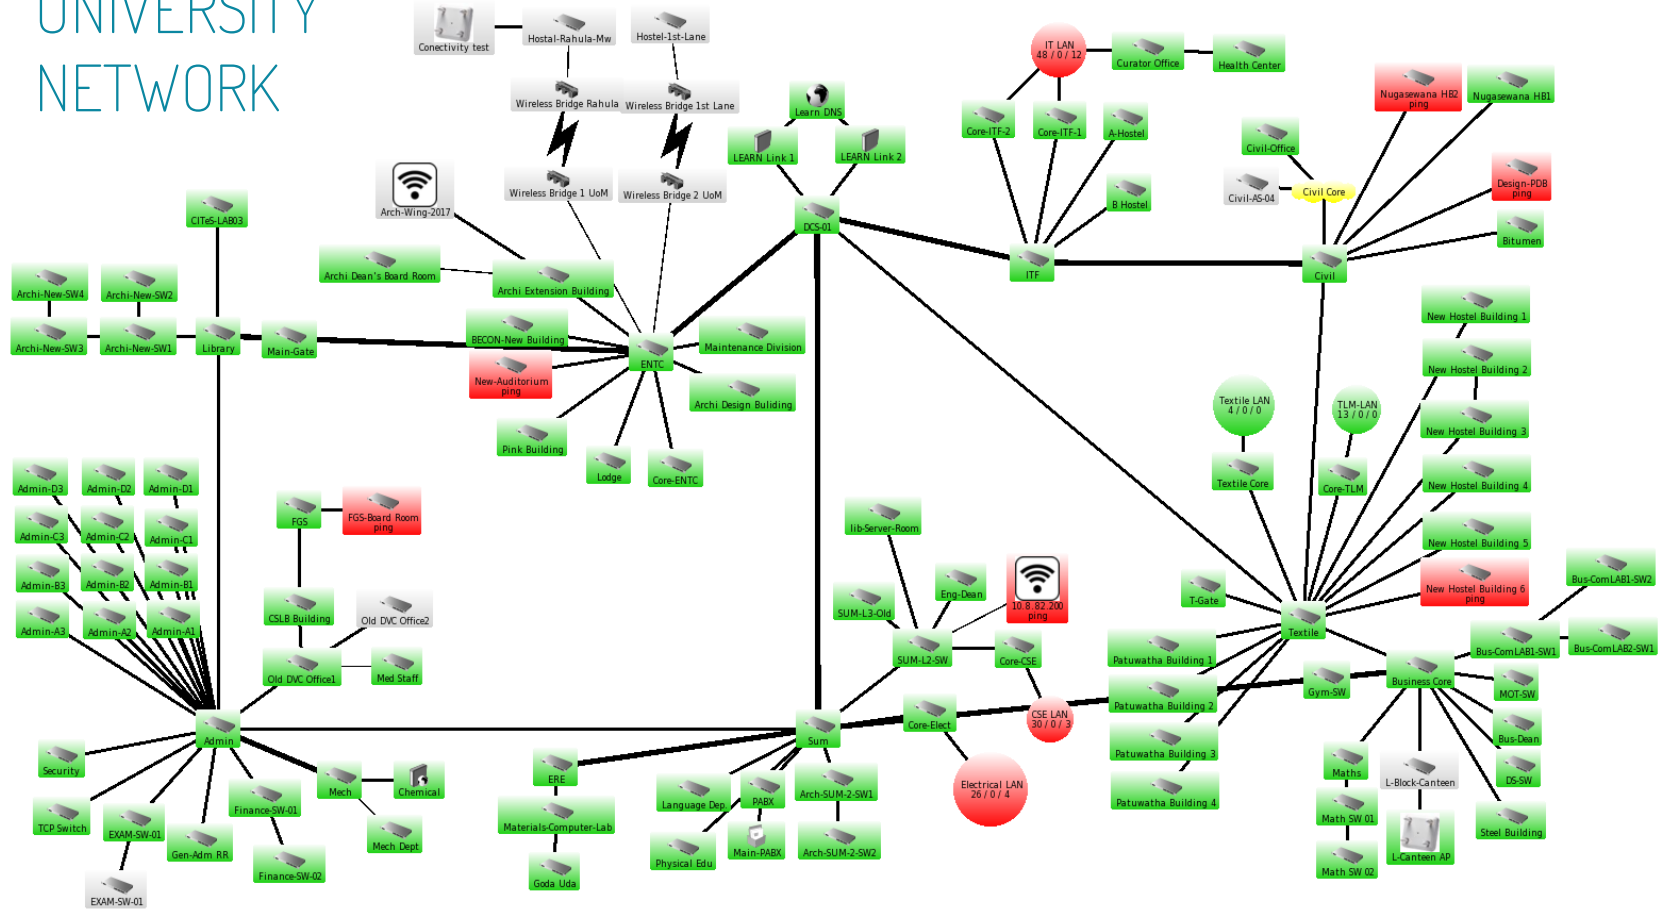 UNIVERSITY
NETWORK
Conectivity test
Hostal-Rahula-Mw
Hostel-1st-Lane
Wireless Bridge Rahula
Wireless Bridge 1st Lane
Wireless Bridge 1 UoM
Wireless Bridge 2 UoM
Learn DNS
LEARN Link 1
LEARN Link 2
DCS-01
IT LAN
48 / 0 / 12
Curator Office
Health Center
Core-ITF-2
Core-ITF-1
A-Hostel
B Hostel
ITF
Nugasewana HB2
ping
Nugasewana HB1
Civil-Office
Civil-AS-04
Civil Core
Design-PDB
ping
Bitumen
Civil
Arch-Wing-2017
Archi Dean's Board Room
Archi Extension Building
CITeS-LAB03
Archi-New-SW4
Archi-New-SW2
Archi-New-SW3
Archi-New-SW1
Library
Main-Gate
BECON-New Building
New-Auditorium
ping
ENTC
Maintenance Division
Archi Design Buliding
Pink Building
Lodge
Core-ENTC
New Hostel Building 1
New Hostel Building 2
New Hostel Building 3
New Hostel Building 4
New Hostel Building 5
New Hostel Building 6
ping
Textile LAN
4 / 0 / 0
TLM-LAN
13 / 0 / 0
Textile Core
Core-TLM
T-Gate
Textile
Admin-D3
Admin-D2
Admin-D1
Admin-C3
Admin-C2
Admin-C1
Admin-B3
Admin-B2
Admin-B1
Admin-A3
Admin-A2
Admin-A1
FGS
FGS-Board Room
ping
CSLB Building
Old DVC Office2
Old DVC Office1
Med Staff
lib-Server-Room
SUM-L3-Old
Eng-Dean
10.8.82.200
ping
SUM-L2-SW
Core-CSE
CSE LAN
30 / 0 / 3
Patuwatha Building 1
Patuwatha Building 2
Patuwatha Building 3
Patuwatha Building 4
Gym-SW
Business Core
Bus-ComLAB1-SW2
Bus-ComLAB1-SW1
Bus-ComLAB2-SW1
MOT-SW
Bus-Dean
DS-SW
Steel Building
Maths
Math SW 01
Math SW 02
L-Block-Canteen
L-Canteen AP
Admin
Security
TCP Switch
EXAM-SW-01
EXAM-SW-01
Gen-Adm RR
Finance-SW-01
Finance-SW-02
Mech
Chemical
Mech Dept
Sum
Core-Elect
Electrical LAN
26 / 0 / 4
ERE
Materials-Computer-Lab
Goda Uda
Language Dep.
Physical Edu
PABX
Main-PABX
Arch-SUM-2-SW1
Arch-SUM-2-SW2